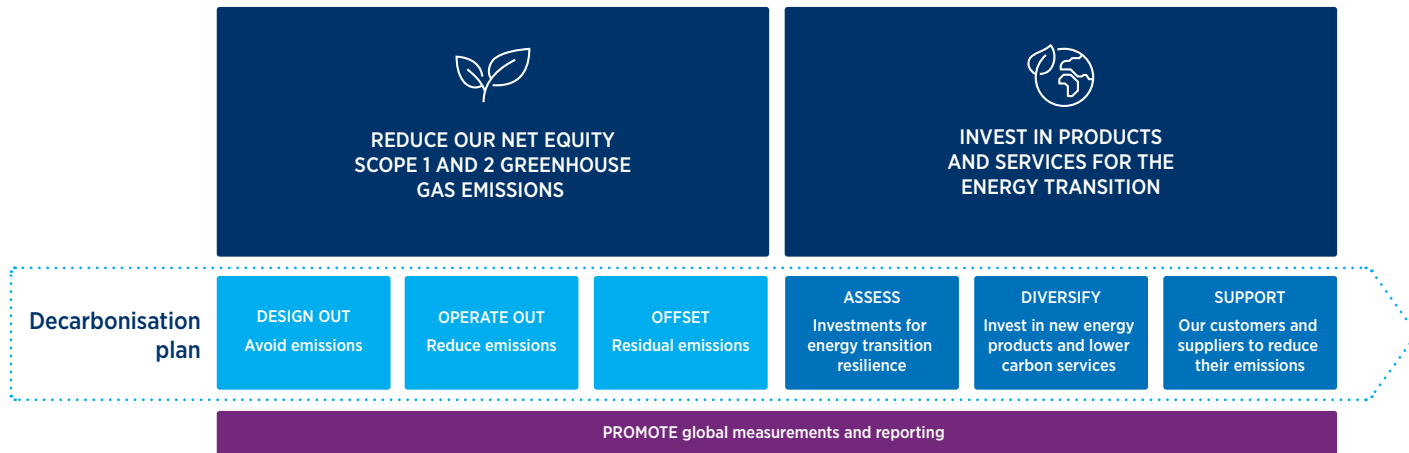 REDUCE OUR NET EQUITY
SCOPE 1 AND 2 GREENHOUSE
GAS EMISSIONS
INVEST IN PRODUCTS
AND SERVICES FOR THE
ENERGY TRANSITION
Decarbonisation
plan
DESIGN OUT
Avoid emissions
OPERATE OUT
Reduce emissions
OFFSET
Residual emissions
ASSESS
Investments for
energy transition
resilience
DIVERSIFY
Invest in new energy
products and lower
carbon services
SUPPORT
Our customers and
suppliers to reduce
their emissions
PROMOTE global measurements and reporting